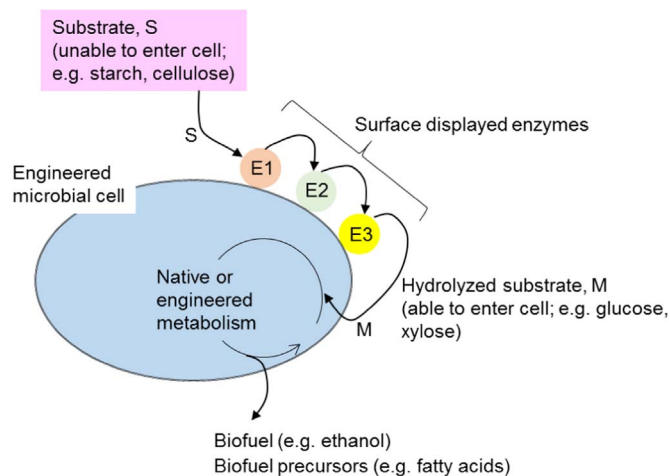 Substrate, S
(unable to enter cell;
e.g. starch, cellulose)
Surface displayed enzymes
S
Engineered
microbial cell
E1
E2
E3
Native or
engineered
metabolism
Hydrolyzed substrate, M
(able to enter cell; e.g. glucose,
xylose)
M
Biofuel (e.g. ethanol)
Biofuel precursors (e.g. fatty acids)